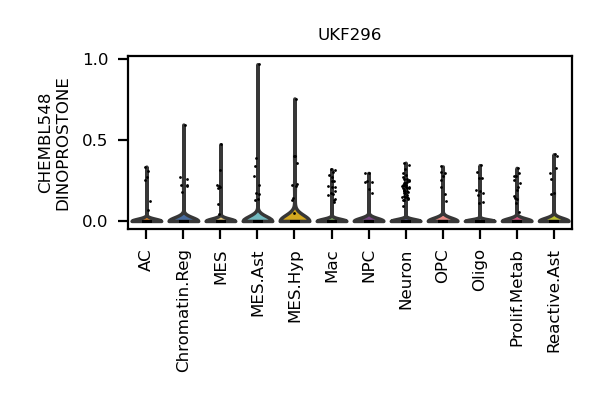 UKF296
CHEMBL548
DINOPROSTONE
1.0
0.5
0.0
AC
Chromatin.Reg
MES
MES.Ast
MES.Hyp
Mac
NPC
Neuron
OPC
Oligo
Prolif.Metab
Reactive.Ast